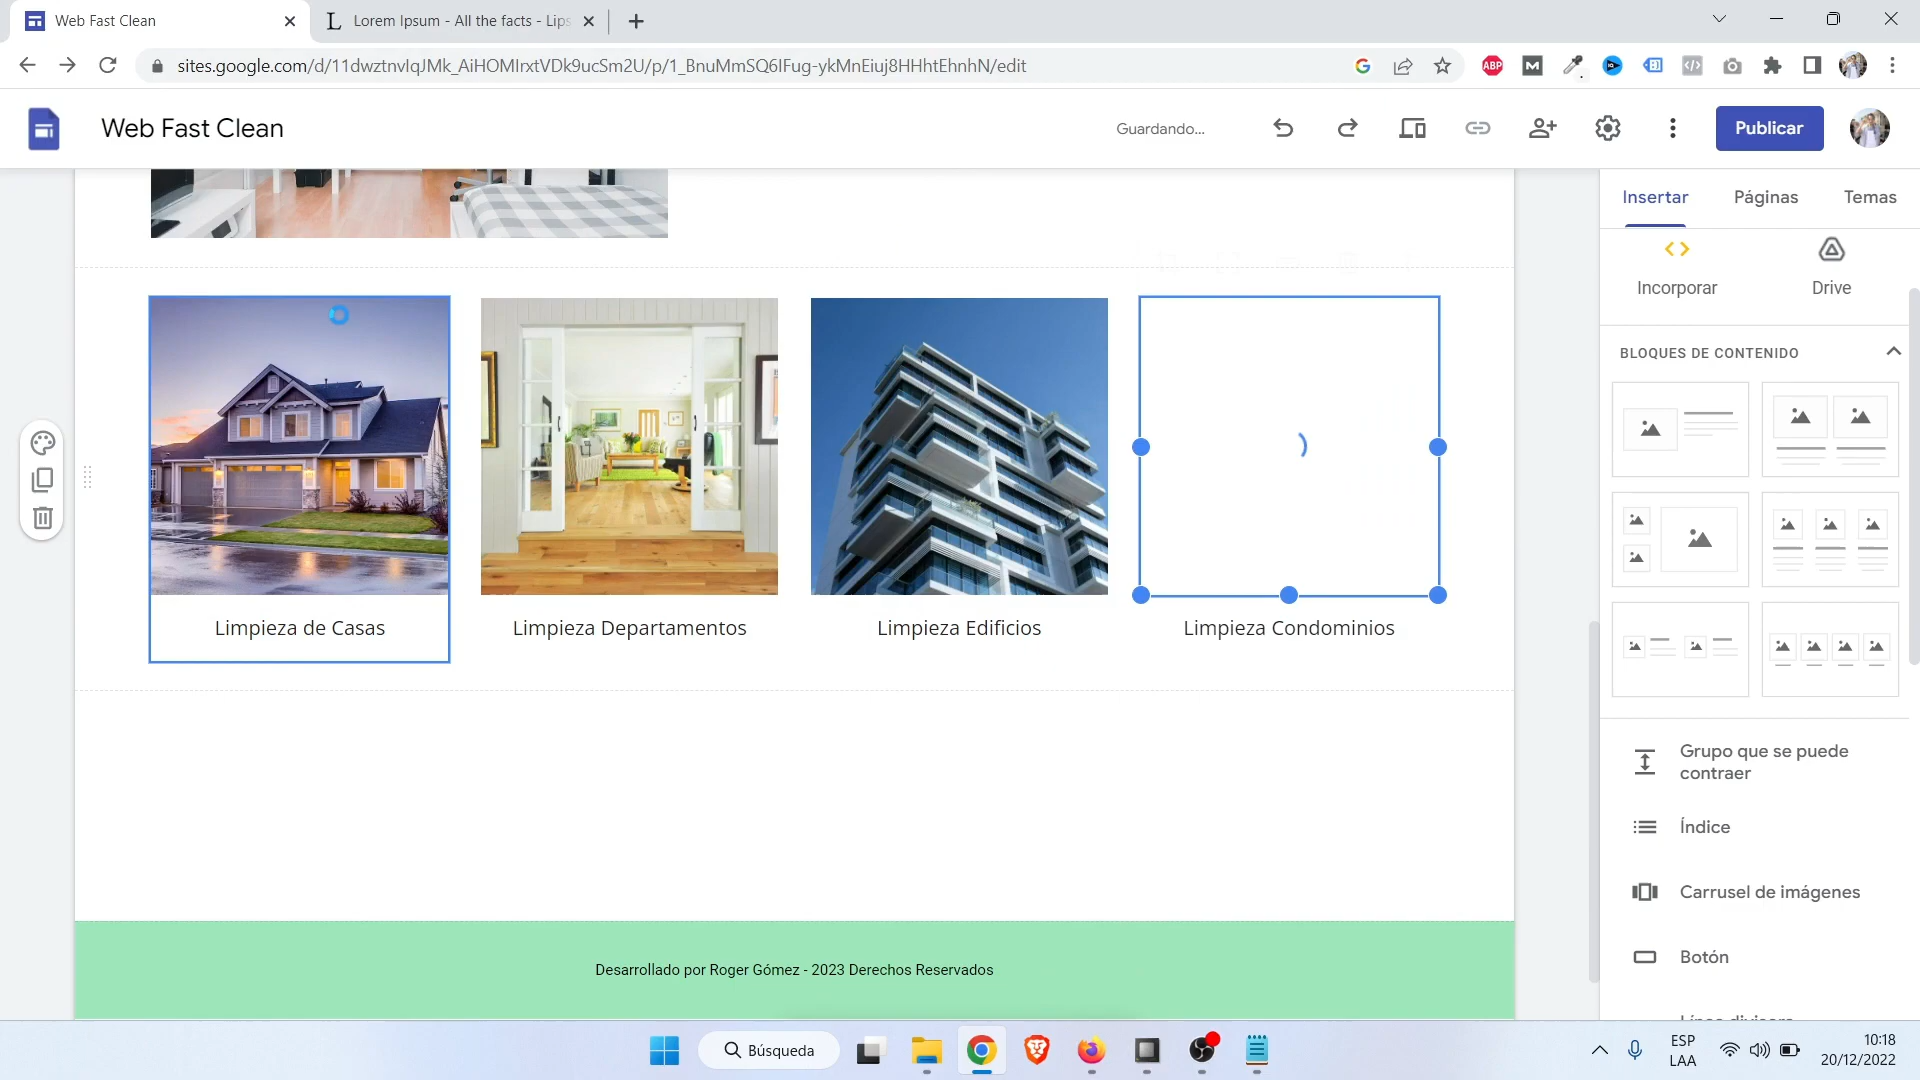 Web Fast Clean
Lorem Ipsum - All the facts - Lips
sites.google.com/d/11dwztnvIqJMk_AiHOMIrxtVDk9ucSm2U/p/1_BnuMmSQ6IFug-ykMnEiuj8HHhtEhnhN/edit
ABP
Web Fast Clean
Guardando...
Publicar
Insertar
Páginas
Temas
Incorporar
Drive
BLOQUES DE CONTENIDO
Limpieza de Casas
Limpieza Departamentos
Limpieza Edificios
Limpieza Condominios
Grupo que se puede
contraer
Índice
Carrusel de imágenes
Botón
Desarrollado por Roger Gómez - 2023 Derechos Reservados
Búsqueda
ESP
LAA
10:18
20/12/2022